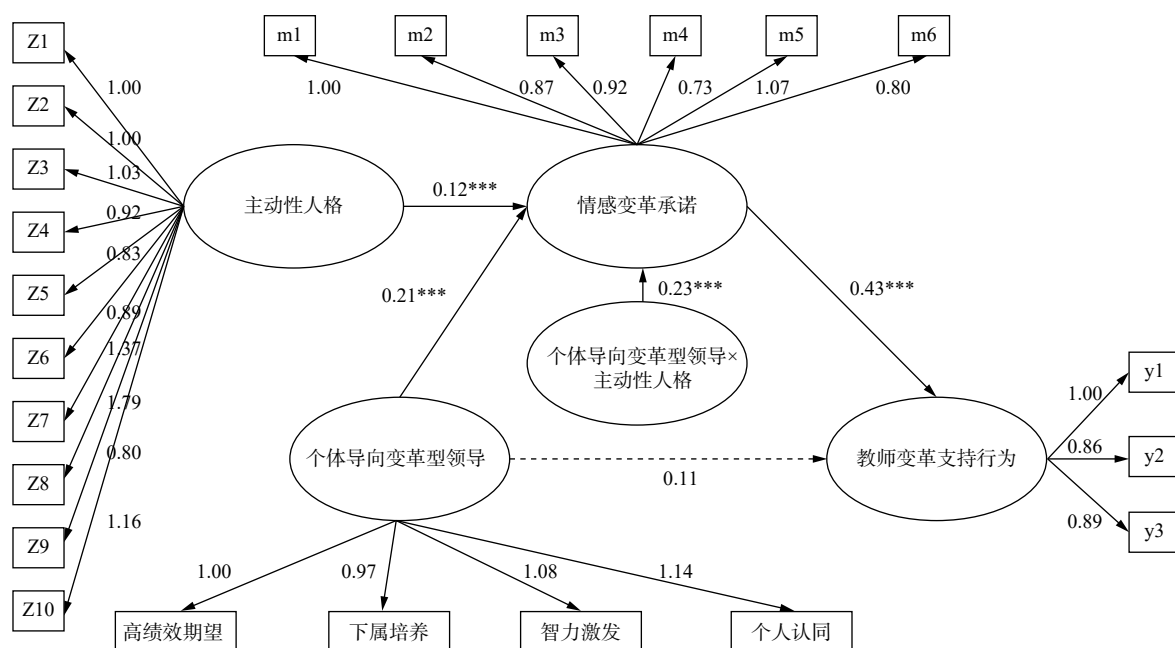 Z1
Z2
Z3
Z4
Z5
Z6
Z7
Z8
Z9
Z10
1.00
1.00
1.03
0.92
0.83
0.89
1.37
1.79
0.80
1.16
m1
m2
m3
m4
m5
m6
1.00
0.87
0.92
0.73
1.07
0.80
主动性人格
0.12***
情感变革承诺
0.21***
0.23***
0.43***
个体导向变革型领导×
主动性人格
个体导向变革型领导
0.11
教师变革支持行为
1.00
0.86
0.89
y1
y2
y3
1.00
0.97
1.08
1.14
高绩效期望
下属培养
智力激发
个人认同